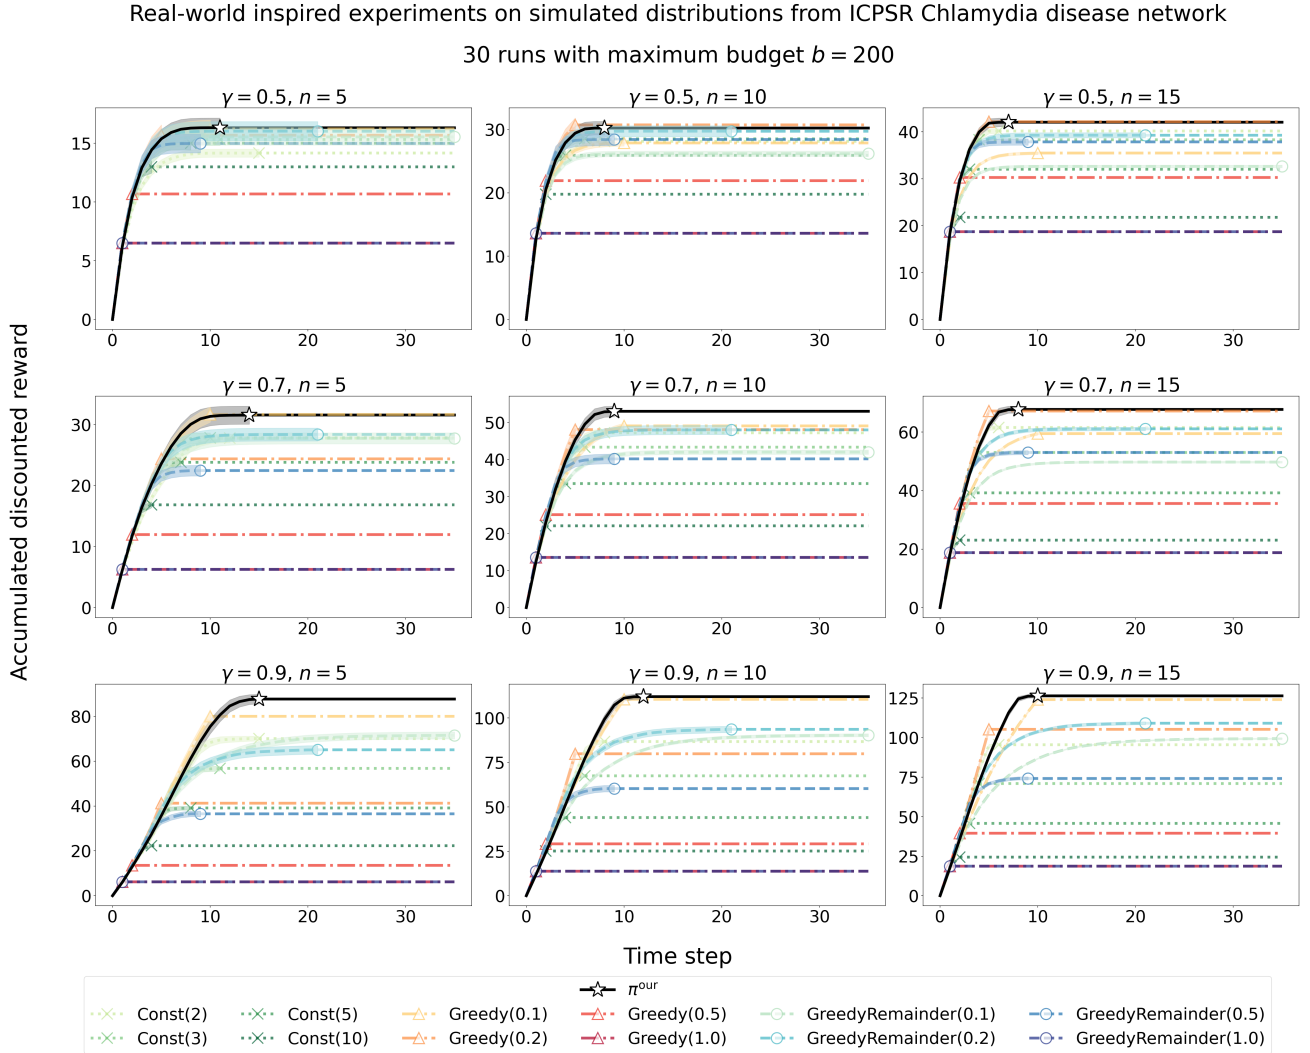 Real-world inspired experiments on simulated distributions from ICPSR Chlamydia disease network
30 runs with maximum budget b = 200
Accumulated discounted reward
γ = 0.5, n = 5
15
10
5
0
0 10 20 30
γ = 0.5, n = 10
30
20
10
0
0 10 20 30
γ = 0.5, n = 15
40
30
20
10
0
0 10 20 30
γ = 0.7, n = 5
30
20
10
0
0 10 20 30
γ = 0.7, n = 10
50
40
30
20
10
0
0 10 20 30
γ = 0.7, n = 15
60
40
20
0
0 10 20 30
γ = 0.9, n = 5
80
60
40
20
0
0 10 20 30
γ = 0.9, n = 10
100
75
50
25
0
0 10 20 30
γ = 0.9, n = 15
125
100
75
50
25
0
0 10 20 30
Time step
π^our
Const(2) Const(5) Greedy(0.1) Greedy(0.5) GreedyRemainder(0.1) GreedyRemainder(0.5)
Const(3) Const(10) Greedy(0.2) Greedy(1.0) GreedyRemainder(0.2) GreedyRemainder(1.0)